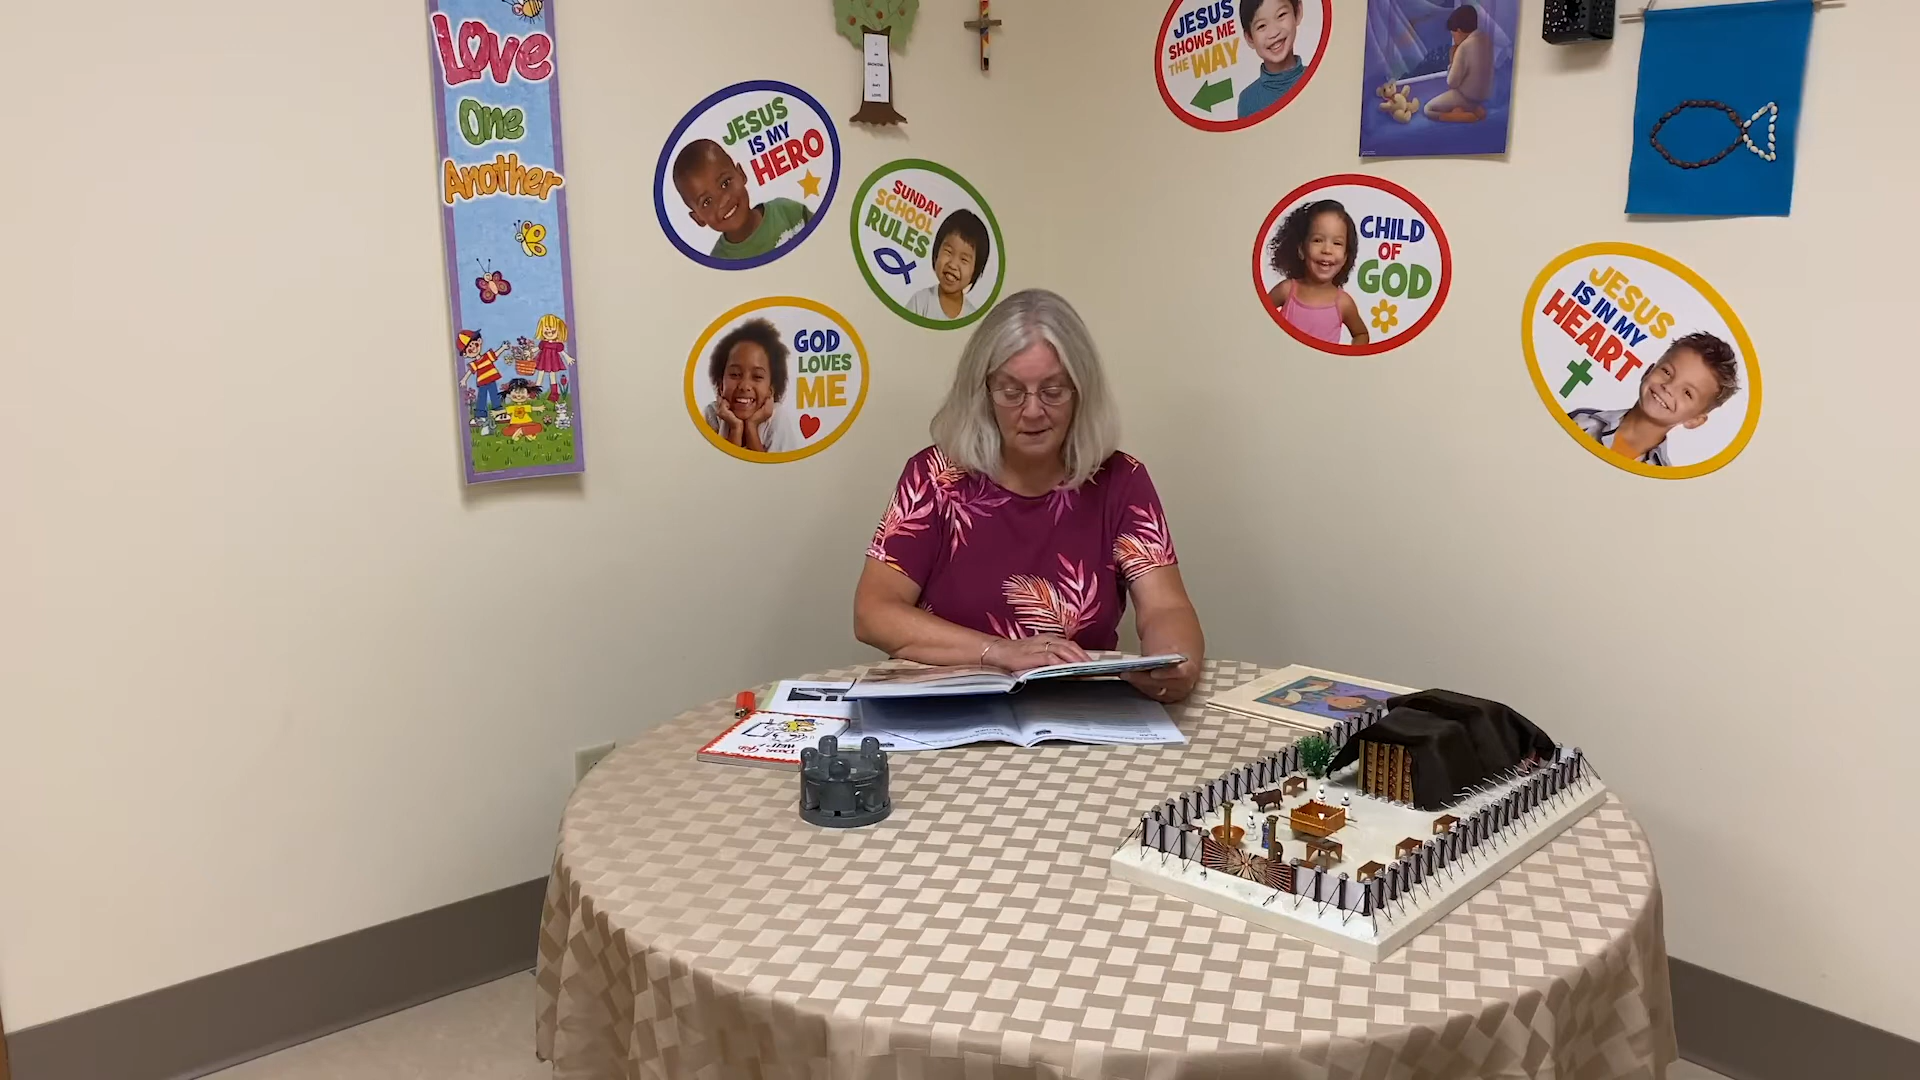 Love
One
Another
JESUS
IS MY
HERO
SUNDAY
SCHOOL
RULES
GOD
LOVES
ME
JESUS
SHOWS ME
THE WAY
CHILD
OF
GOD
JESUS
IS IN MY
HEART